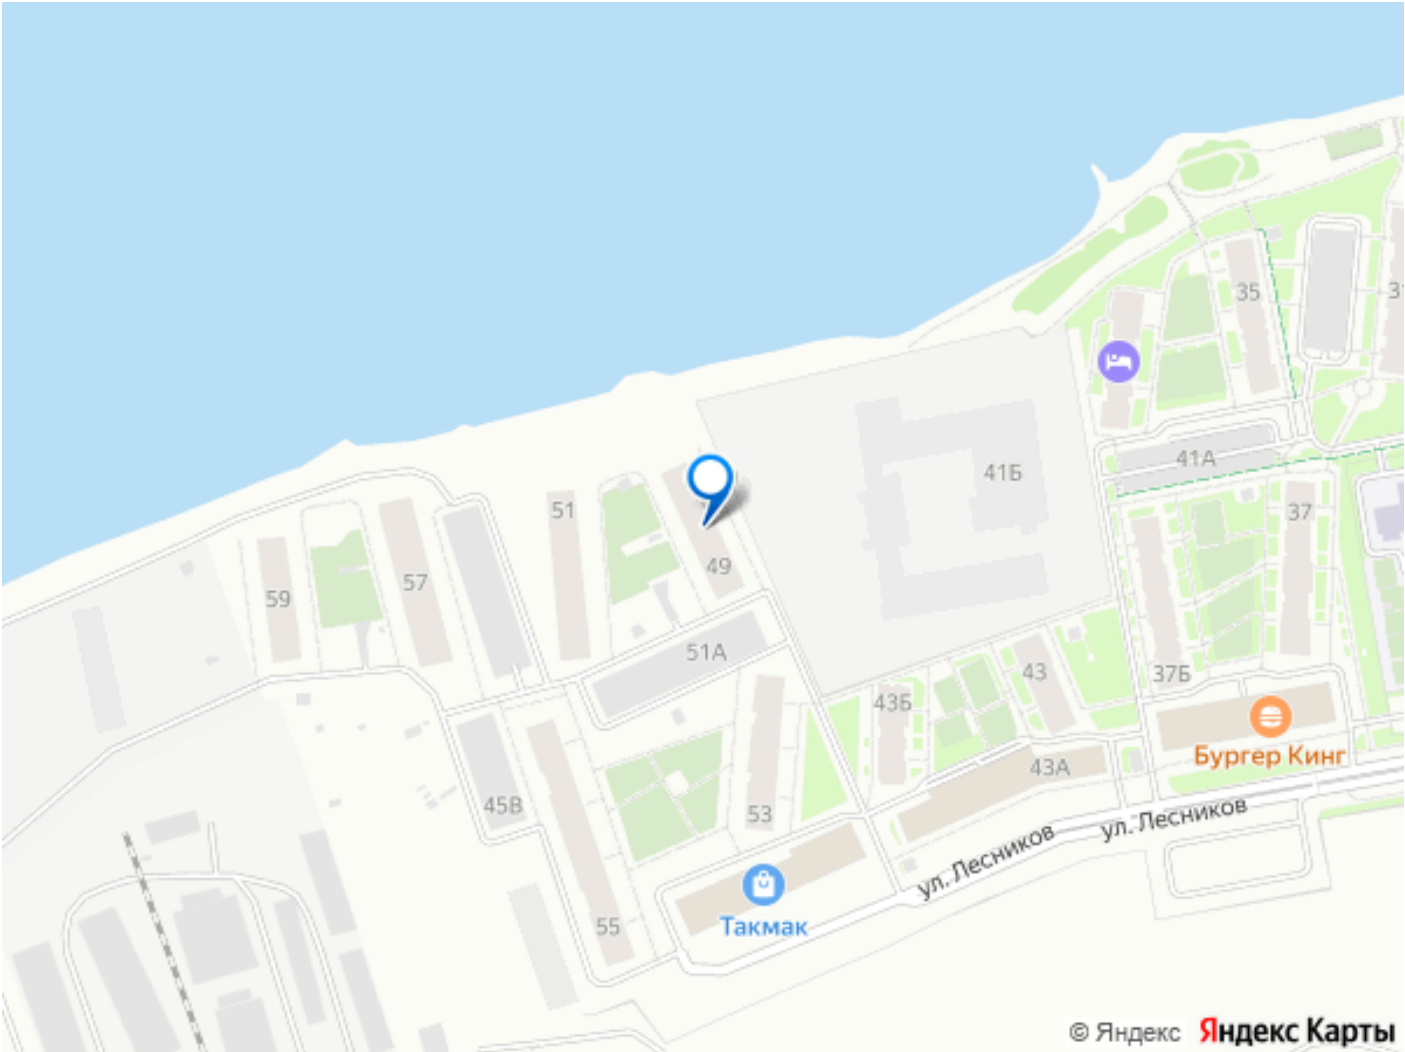 35
31
41Б
41А
51
37
49
57
59
51А
37Б
43
43Б
Бургер Кинг
43А
45В
53
ул. Лесников
ул. Лесников
55
Такмак
© Яндекс Яндекс Карты